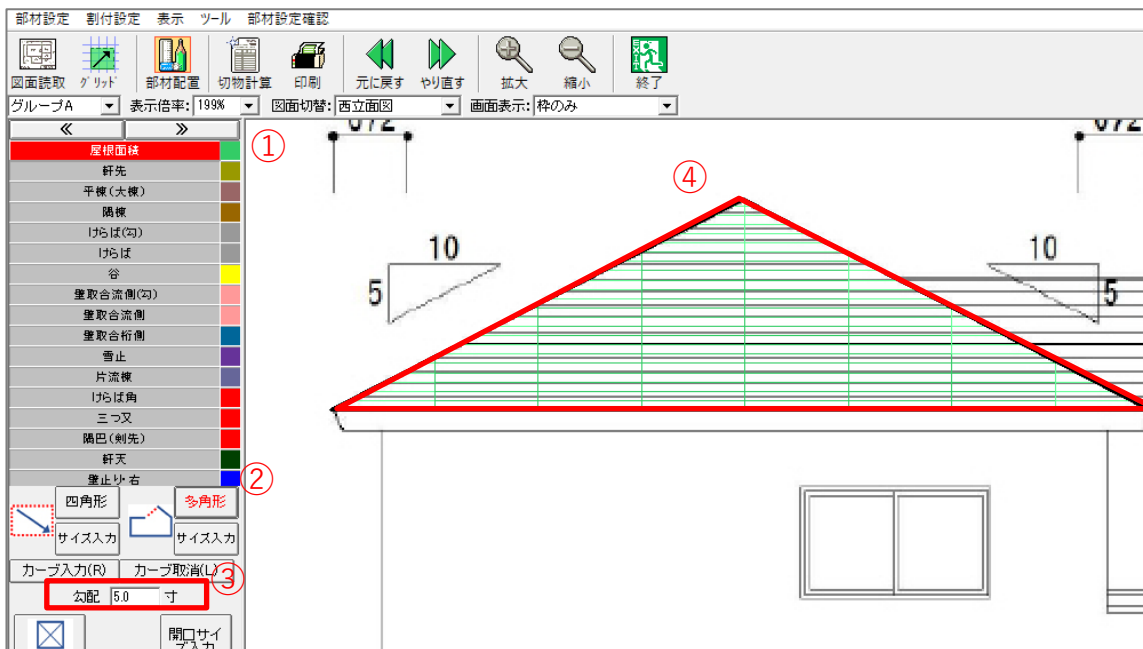 部材設定 割付設定 表示 ツール 部材設定確認
図面読取 グリッド 部材配置 切物計算 印刷 元に戻す やり直す 拡大 縮小 終了
グループA 表示倍率: 199% 図面切替: 西立面図 画面表示: 枠のみ
≪ ≫
屋根面積 ①
軒先
平棟(大棟)
隅棟
けらば(勾)
けらば
谷
壁取合流側(勾)
壁取合流側
壁取合桁側
雪止
片流棟
けらば角
三つ又
隅巴(剣先)
軒天
壁止り・右
②
四角形 多角形
サイズ入力 サイズ入力
カーブ入力(R) カーブ取消(L)
③
勾配 5.0 寸
開口サイ
ズ入力
④
10
5
10
5